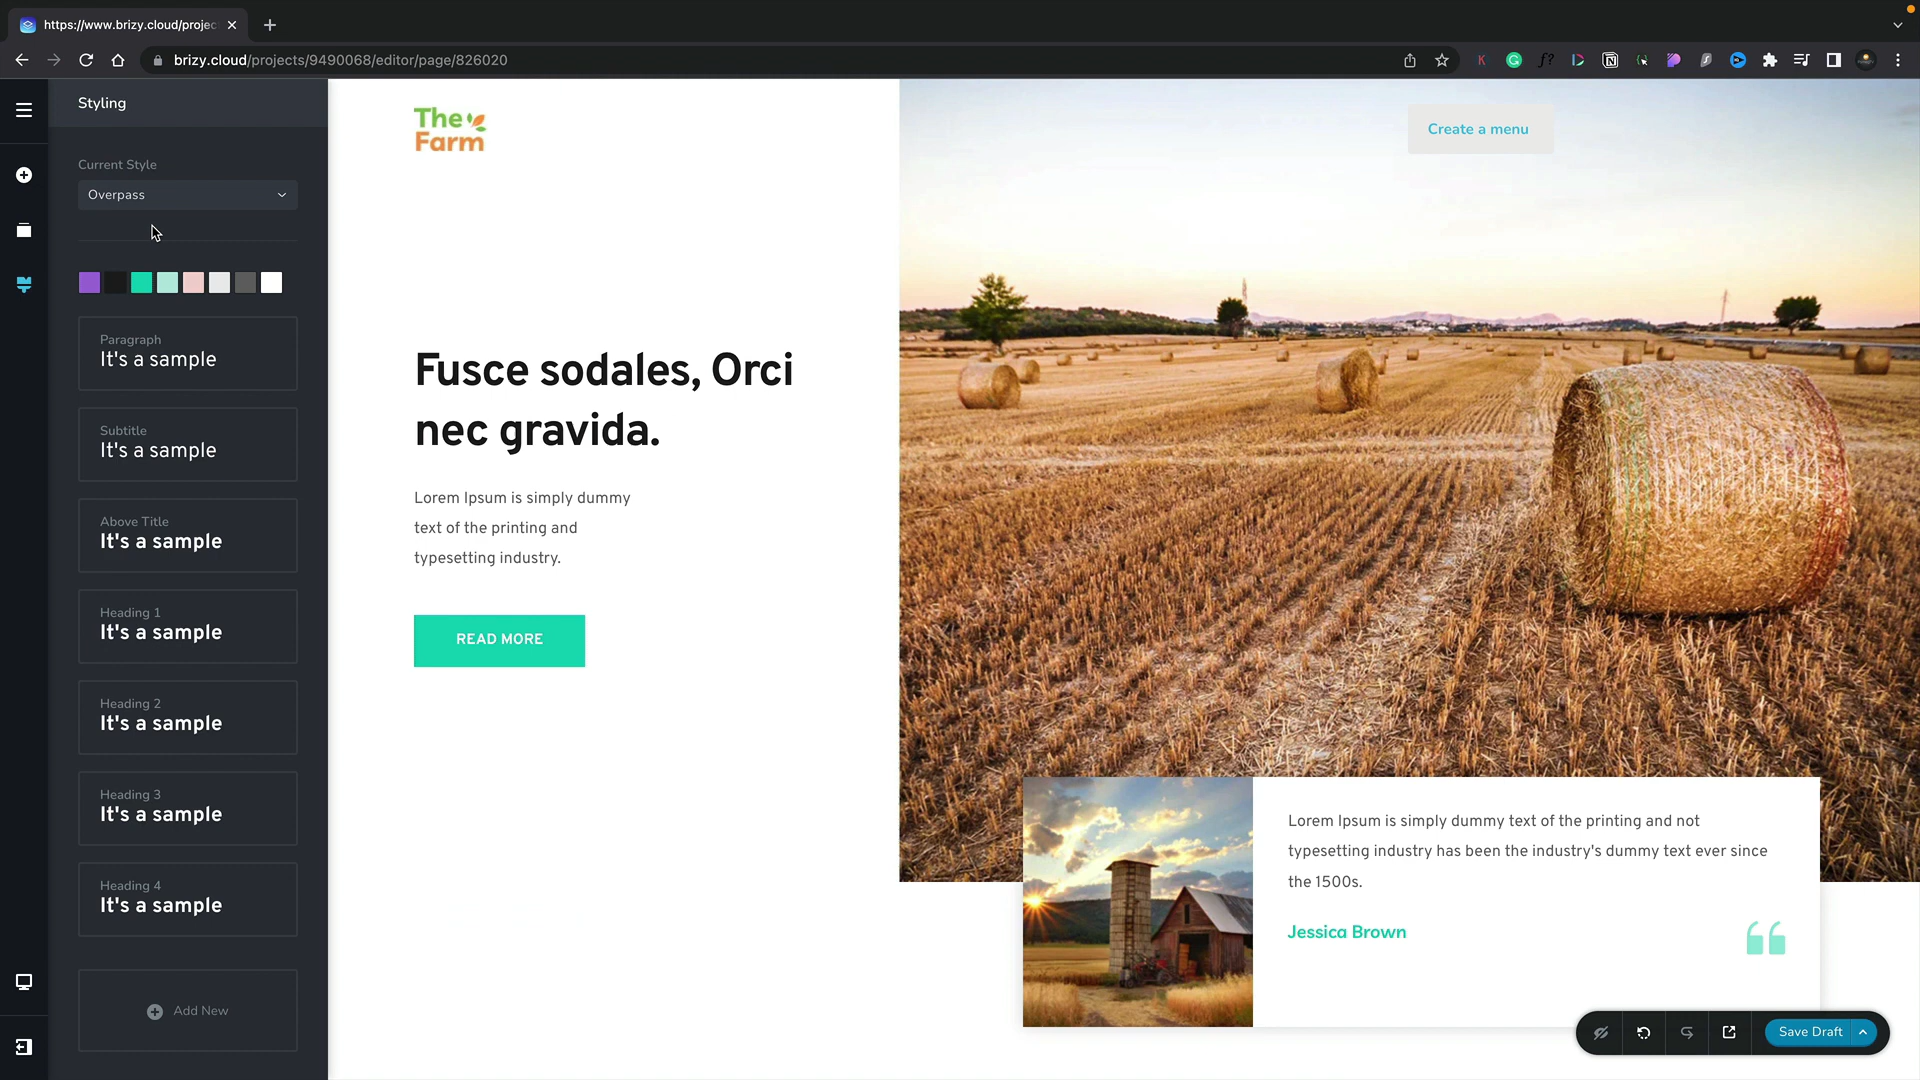 https://www.brizy.cloud/projec
brizy.cloud/projects/9490068/editor/page/826020
Styling
Current Style
Overpass
Paragraph
It's a sample
Subtitle
It's a sample
Above Title
It's a sample
Heading 1
It's a sample
Heading 2
It's a sample
Heading 3
It's a sample
Heading 4
It's a sample
Add New
The
Farm
Create a menu
Fusce sodales, Orci
nec gravida.
Lorem Ipsum is simply dummy
text of the printing and
typesetting industry.
READ MORE
Lorem Ipsum is simply dummy text of the printing and not
typesetting industry has been the industry's dummy text ever since
the 1500s.
Jessica Brown
Save Draft